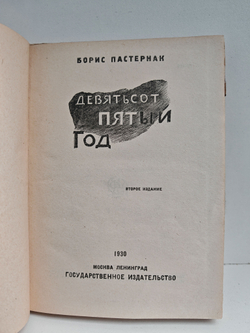 БОРИС ПАСТЕРНАК
ДЕВЯТЬСОТ
ПЯТЫЙ
ГОД
ВТОРОЕ ИЗДАНИЕ
1930
МОСКВА ЛЕНИНГРАД
ГОСУДАРСТВЕННОЕ ИЗДАТЕЛЬСТВО